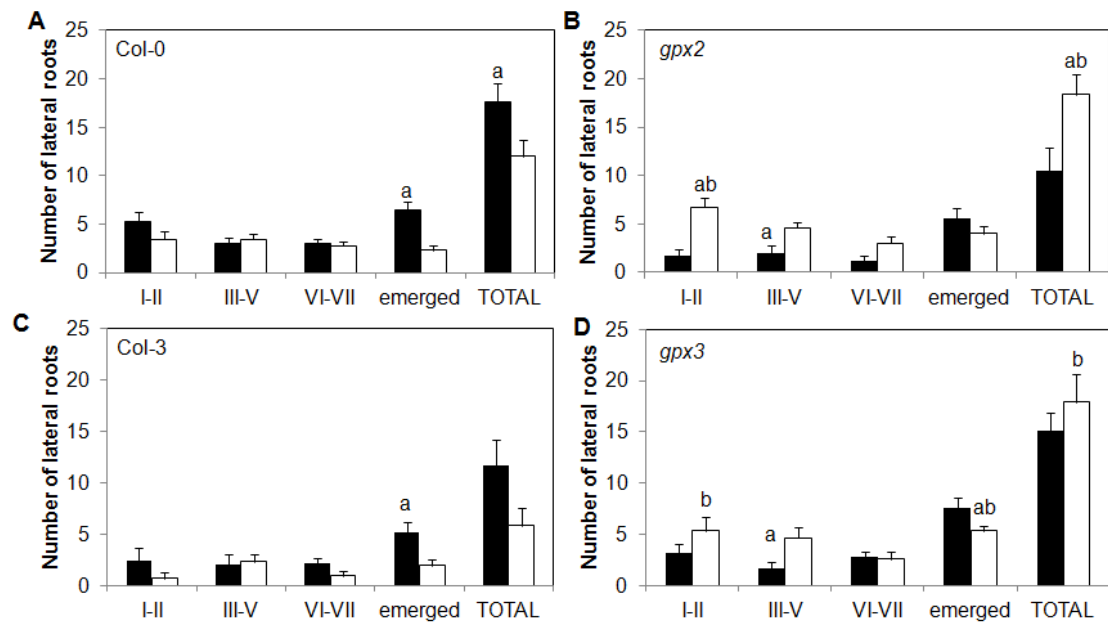 A
Col-0
Number of lateral roots
25
20
15
10
5
0
a
a
I-II
III-V
VI-VII
emerged
TOTAL
B
gpx2
Number of lateral roots
25
20
15
10
5
0
ab
a
ab
I-II
III-V
VI-VII
emerged
TOTAL
C
Col-3
Number of lateral roots
25
20
15
10
5
0
a
I-II
III-V
VI-VII
emerged
TOTAL
D
gpx3
Number of lateral roots
25
20
15
10
5
0
b
a
ab
b
I-II
III-V
VI-VII
emerged
TOTAL